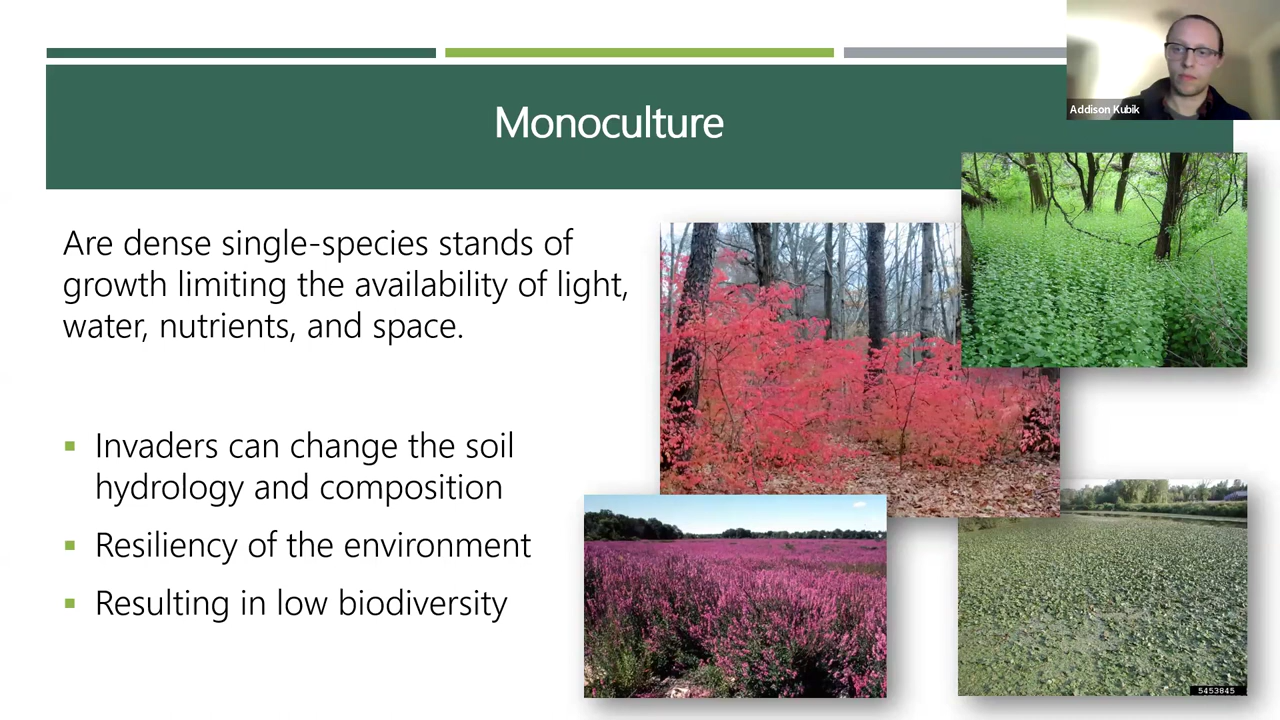 Addison Kubik
Monoculture
Are dense single-species stands of
growth limiting the availability of light,
water, nutrients, and space.
Invaders can change the soil
hydrology and composition
Resiliency of the environment
Resulting in low biodiversity
5453845